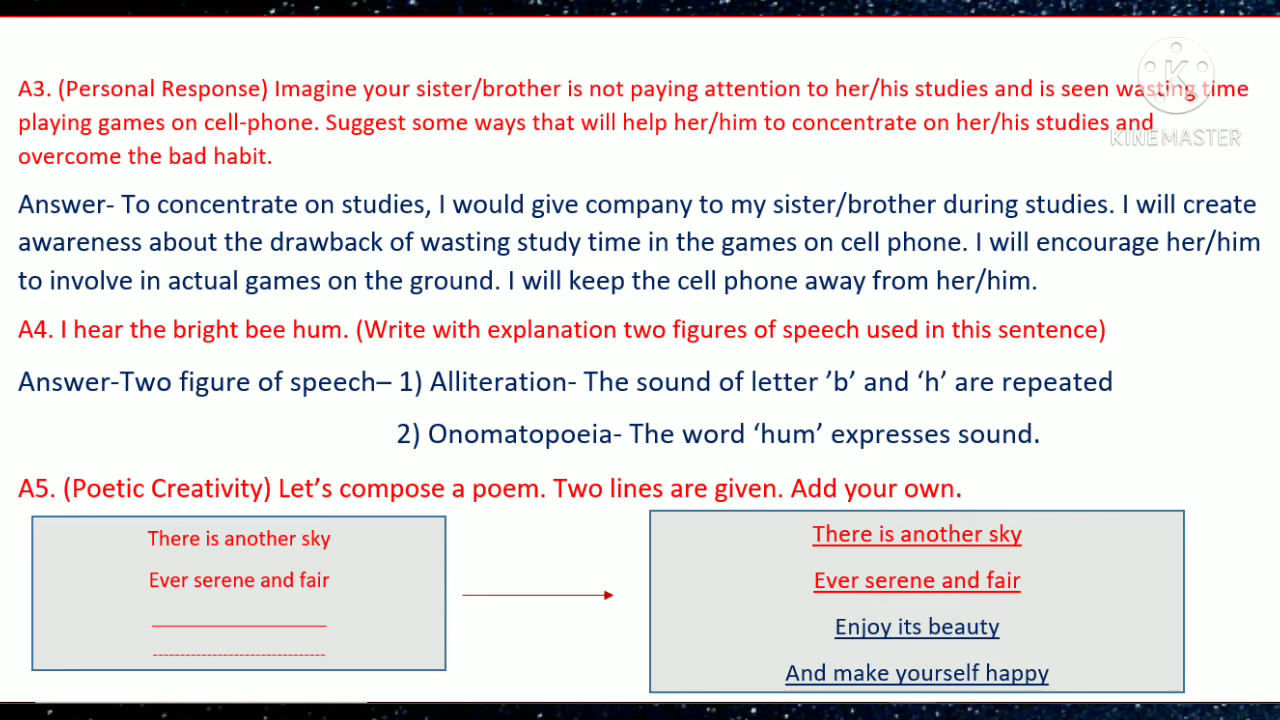 A3. (Personal Response) Imagine your sister/brother is not paying attention to her/his studies and is seen wasting time
playing games on cell-phone. Suggest some ways that will help her/him to concentrate on her/his studies and
overcome the bad habit.
K
KINEMASTER
Answer- To concentrate on studies, I would give company to my sister/brother during studies. I will create
awareness about the drawback of wasting study time in the games on cell phone. I will encourage her/him
to involve in actual games on the ground. I will keep the cell phone away from her/him.
A4. I hear the bright bee hum. (Write with explanation two figures of speech used in this sentence)
Answer-Two figure of speech– 1) Alliteration- The sound of letter ’b’ and ‘h’ are repeated
2) Onomatopoeia- The word ‘hum’ expresses sound.
A5. (Poetic Creativity) Let’s compose a poem. Two lines are given. Add your own.
There is another sky
Ever serene and fair
There is another sky
Ever serene and fair
Enjoy its beauty
And make yourself happy